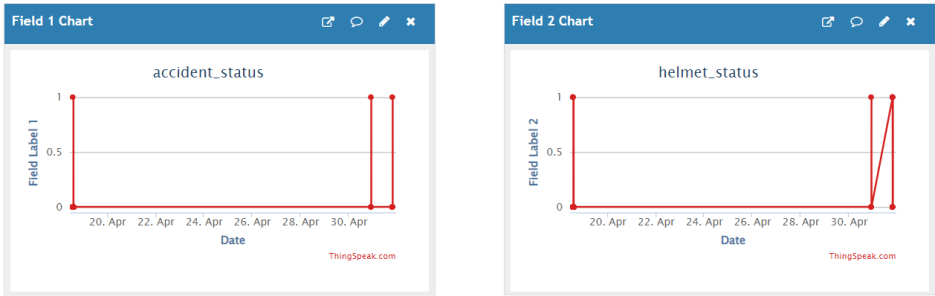 Field 1 Chart
accident_status
Field Label 1
1
0.5
0
20. Apr 22. Apr 24. Apr 26. Apr 28. Apr 30. Apr
Date
ThingSpeak.com
Field 2 Chart
helmet_status
Field Label 2
1
0.5
0
20. Apr 22. Apr 24. Apr 26. Apr 28. Apr 30. Apr
Date
ThingSpeak.com